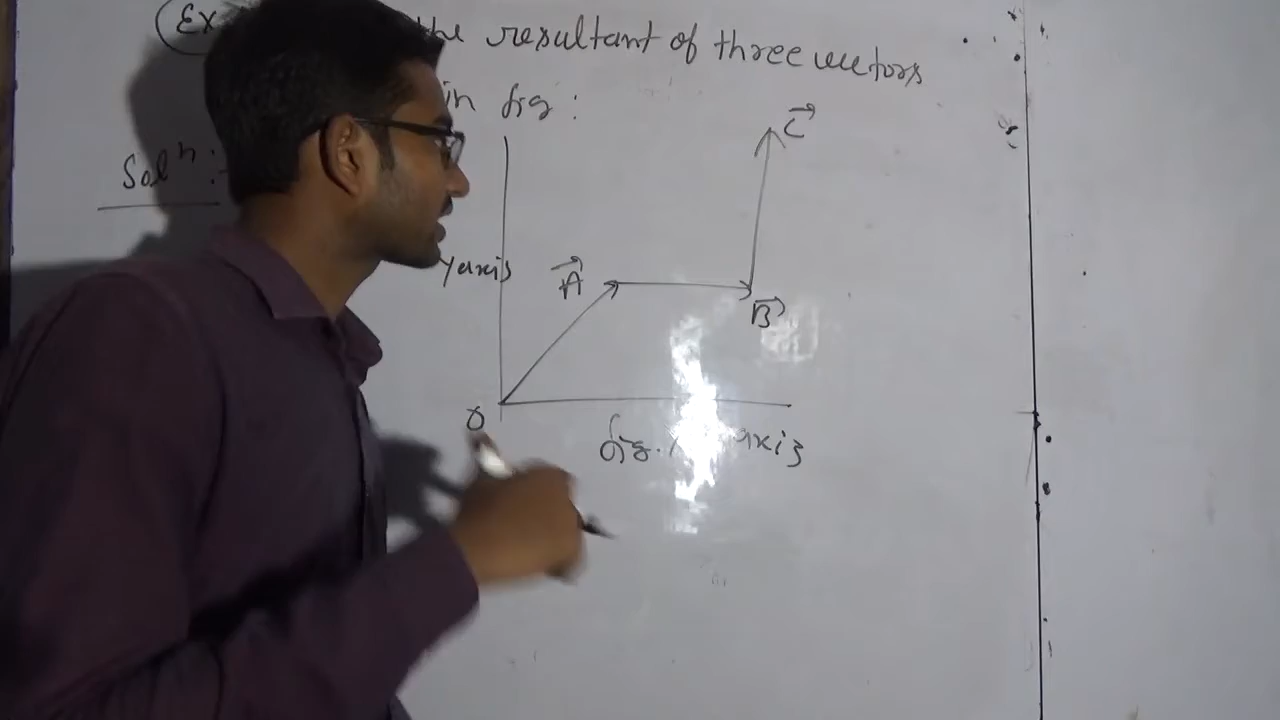 Ex the resultant of three vectors
in fig :
Solⁿ :-
C
y axis
A
B
O
fig. axis